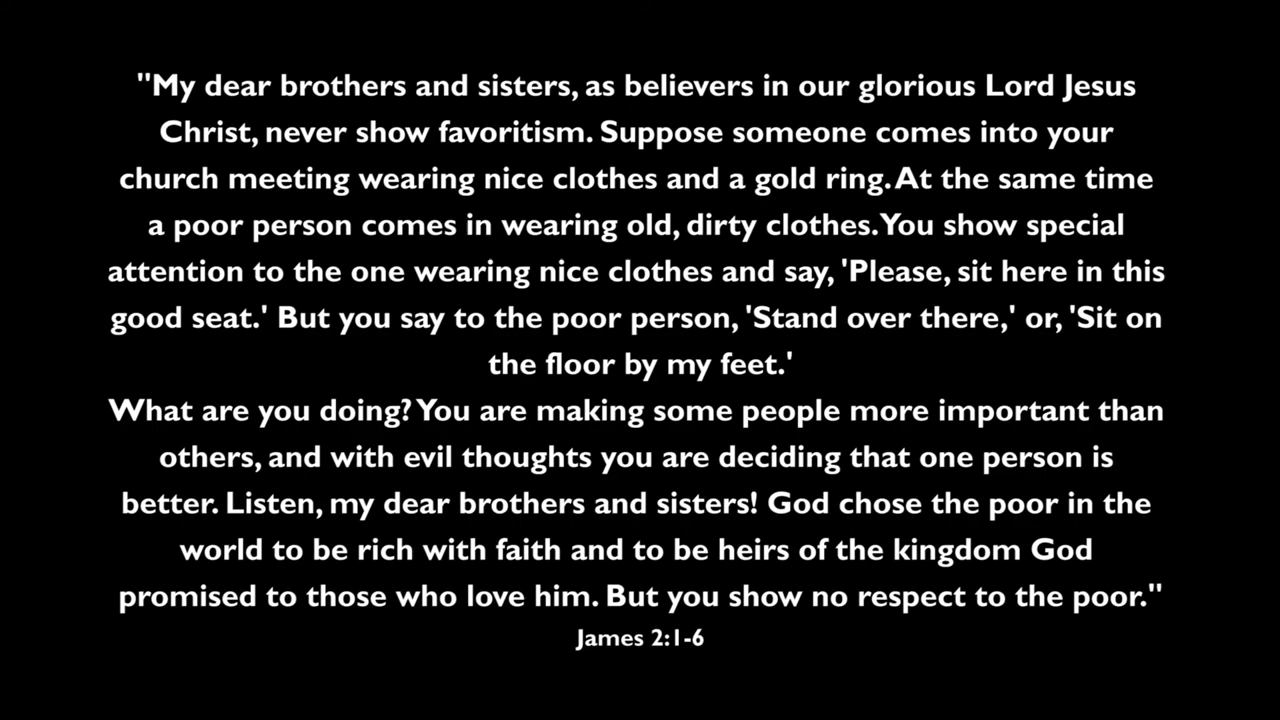 "My dear brothers and sisters, as believers in our glorious Lord Jesus
Christ, never show favoritism. Suppose someone comes into your
church meeting wearing nice clothes and a gold ring. At the same time
a poor person comes in wearing old, dirty clothes. You show special
attention to the one wearing nice clothes and say, 'Please, sit here in this
good seat.' But you say to the poor person, 'Stand over there,' or, 'Sit on
the floor by my feet.'
What are you doing? You are making some people more important than
others, and with evil thoughts you are deciding that one person is
better. Listen, my dear brothers and sisters! God chose the poor in the
world to be rich with faith and to be heirs of the kingdom God
promised to those who love him. But you show no respect to the poor."
James 2:1-6